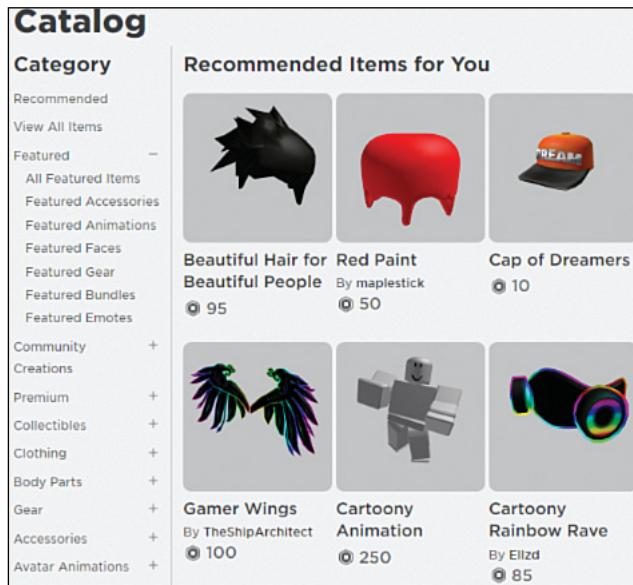 Catalog
Category
Recommended
View All Items
Featured −
All Featured Items
Featured Accessories
Featured Animations
Featured Faces
Featured Gear
Featured Bundles
Featured Emotes
Community +
Creations
Premium +
Collectibles +
Clothing +
Body Parts +
Gear +
Accessories +
Avatar Animations +
Recommended Items for You
Beautiful Hair for
Beautiful People
95
Red Paint
By maplestick
50
CREAM
Cap of Dreamers
10
Gamer Wings
By TheShipArchitect
100
Cartoony
Animation
250
Cartoony
Rainbow Rave
By Ellzd
85